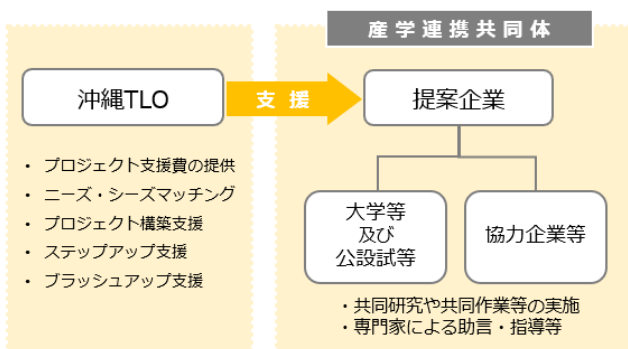 産学連携共同体
沖縄TLO
支援
提案企業
・ プロジェクト支援費の提供
・ ニーズ・シーズマッチング
・ プロジェクト構築支援
・ ステップアップ支援
・ ブラッシュアップ支援
大学等
及び
公設試等
協力企業等
・共同研究や共同作業等の実施
・専門家による助言・指導等